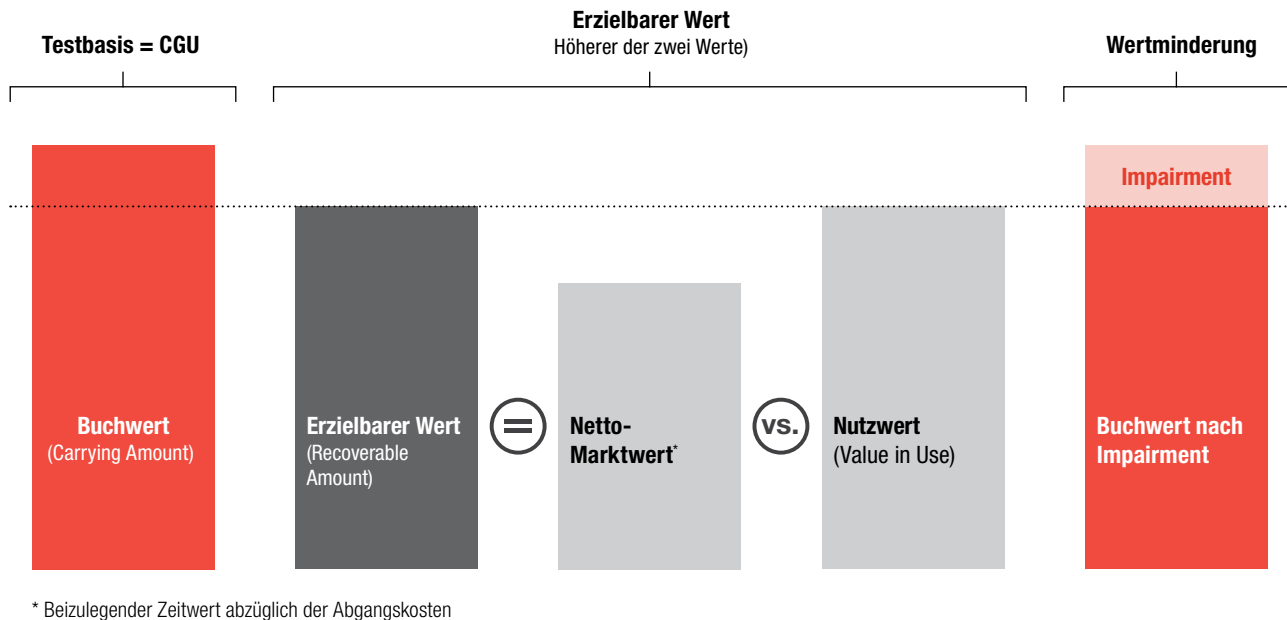 Testbasis = CGU
Erzielbarer Wert
Höherer der zwei Werte)
Wertminderung
Impairment
Buchwert
(Carrying Amount)
Erzielbarer Wert
(Recoverable
Amount)
=
Netto-
Marktwert*
vs.
Nutzwert
(Value in Use)
Buchwert nach
Impairment
* Beizulegender Zeitwert abzüglich der Abgangskosten